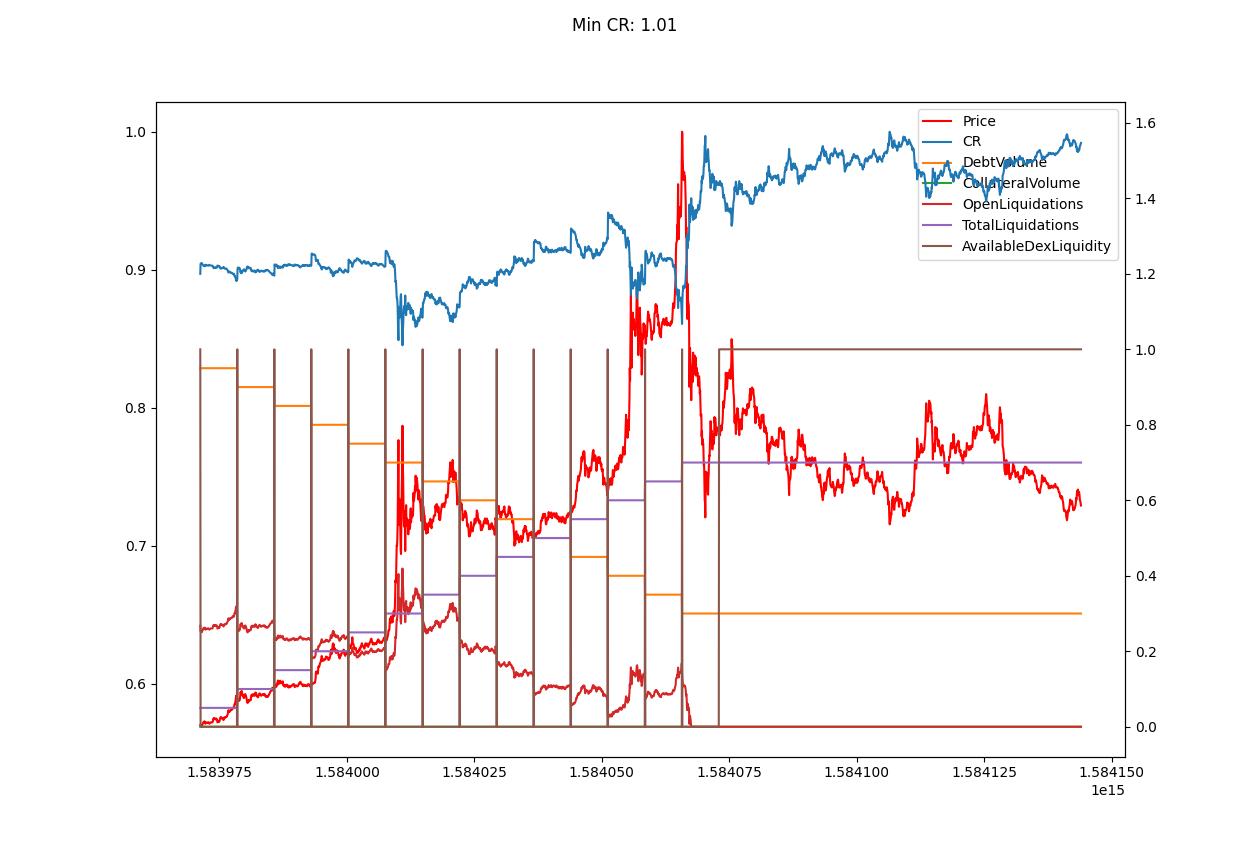 Min CR: 1.01
1.0
0.9
0.8
0.7
0.6
1.6
1.4
1.2
1.0
0.8
0.6
0.4
0.2
0.0
Price
CR
DebtVolume
CollateralVolume
OpenLiquidations
TotalLiquidations
AvailableDexLiquidity
1.583975 1.584000 1.584025 1.584050 1.584075 1.584100 1.584125 1.584150
1e15